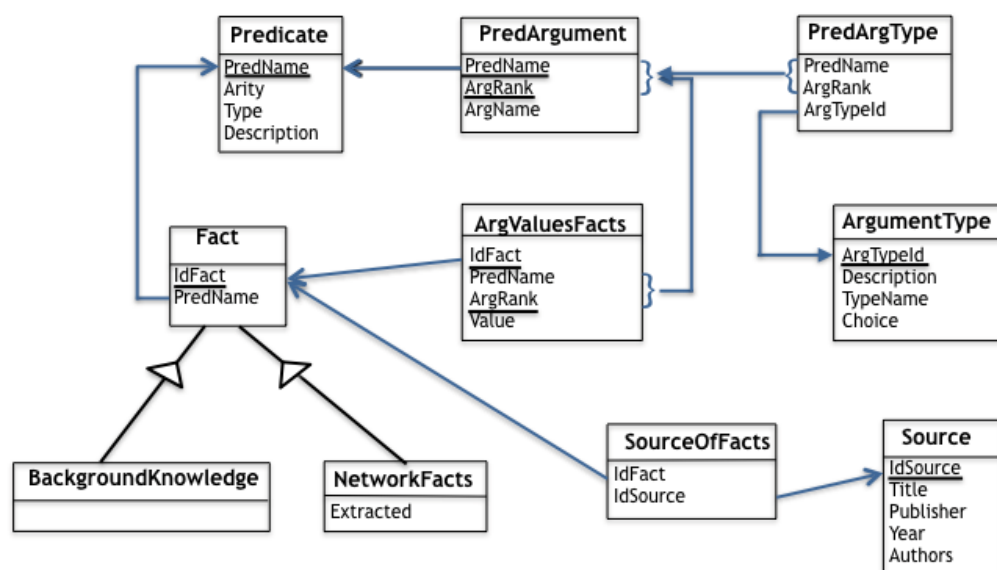 Predicate
PredName
Arity
Type
Description
PredArgument
PredName
ArgRank
ArgName
PredArgType
PredName
ArgRank
ArgTypeId
Fact
IdFact
PredName
ArgValuesFacts
IdFact
PredName
ArgRank
Value
ArgumentType
ArgTypeId
Description
TypeName
Choice
BackgroundKnowledge
NetworkFacts
Extracted
SourceOfFacts
IdFact
IdSource
Source
IdSource
Title
Publisher
Year
Authors